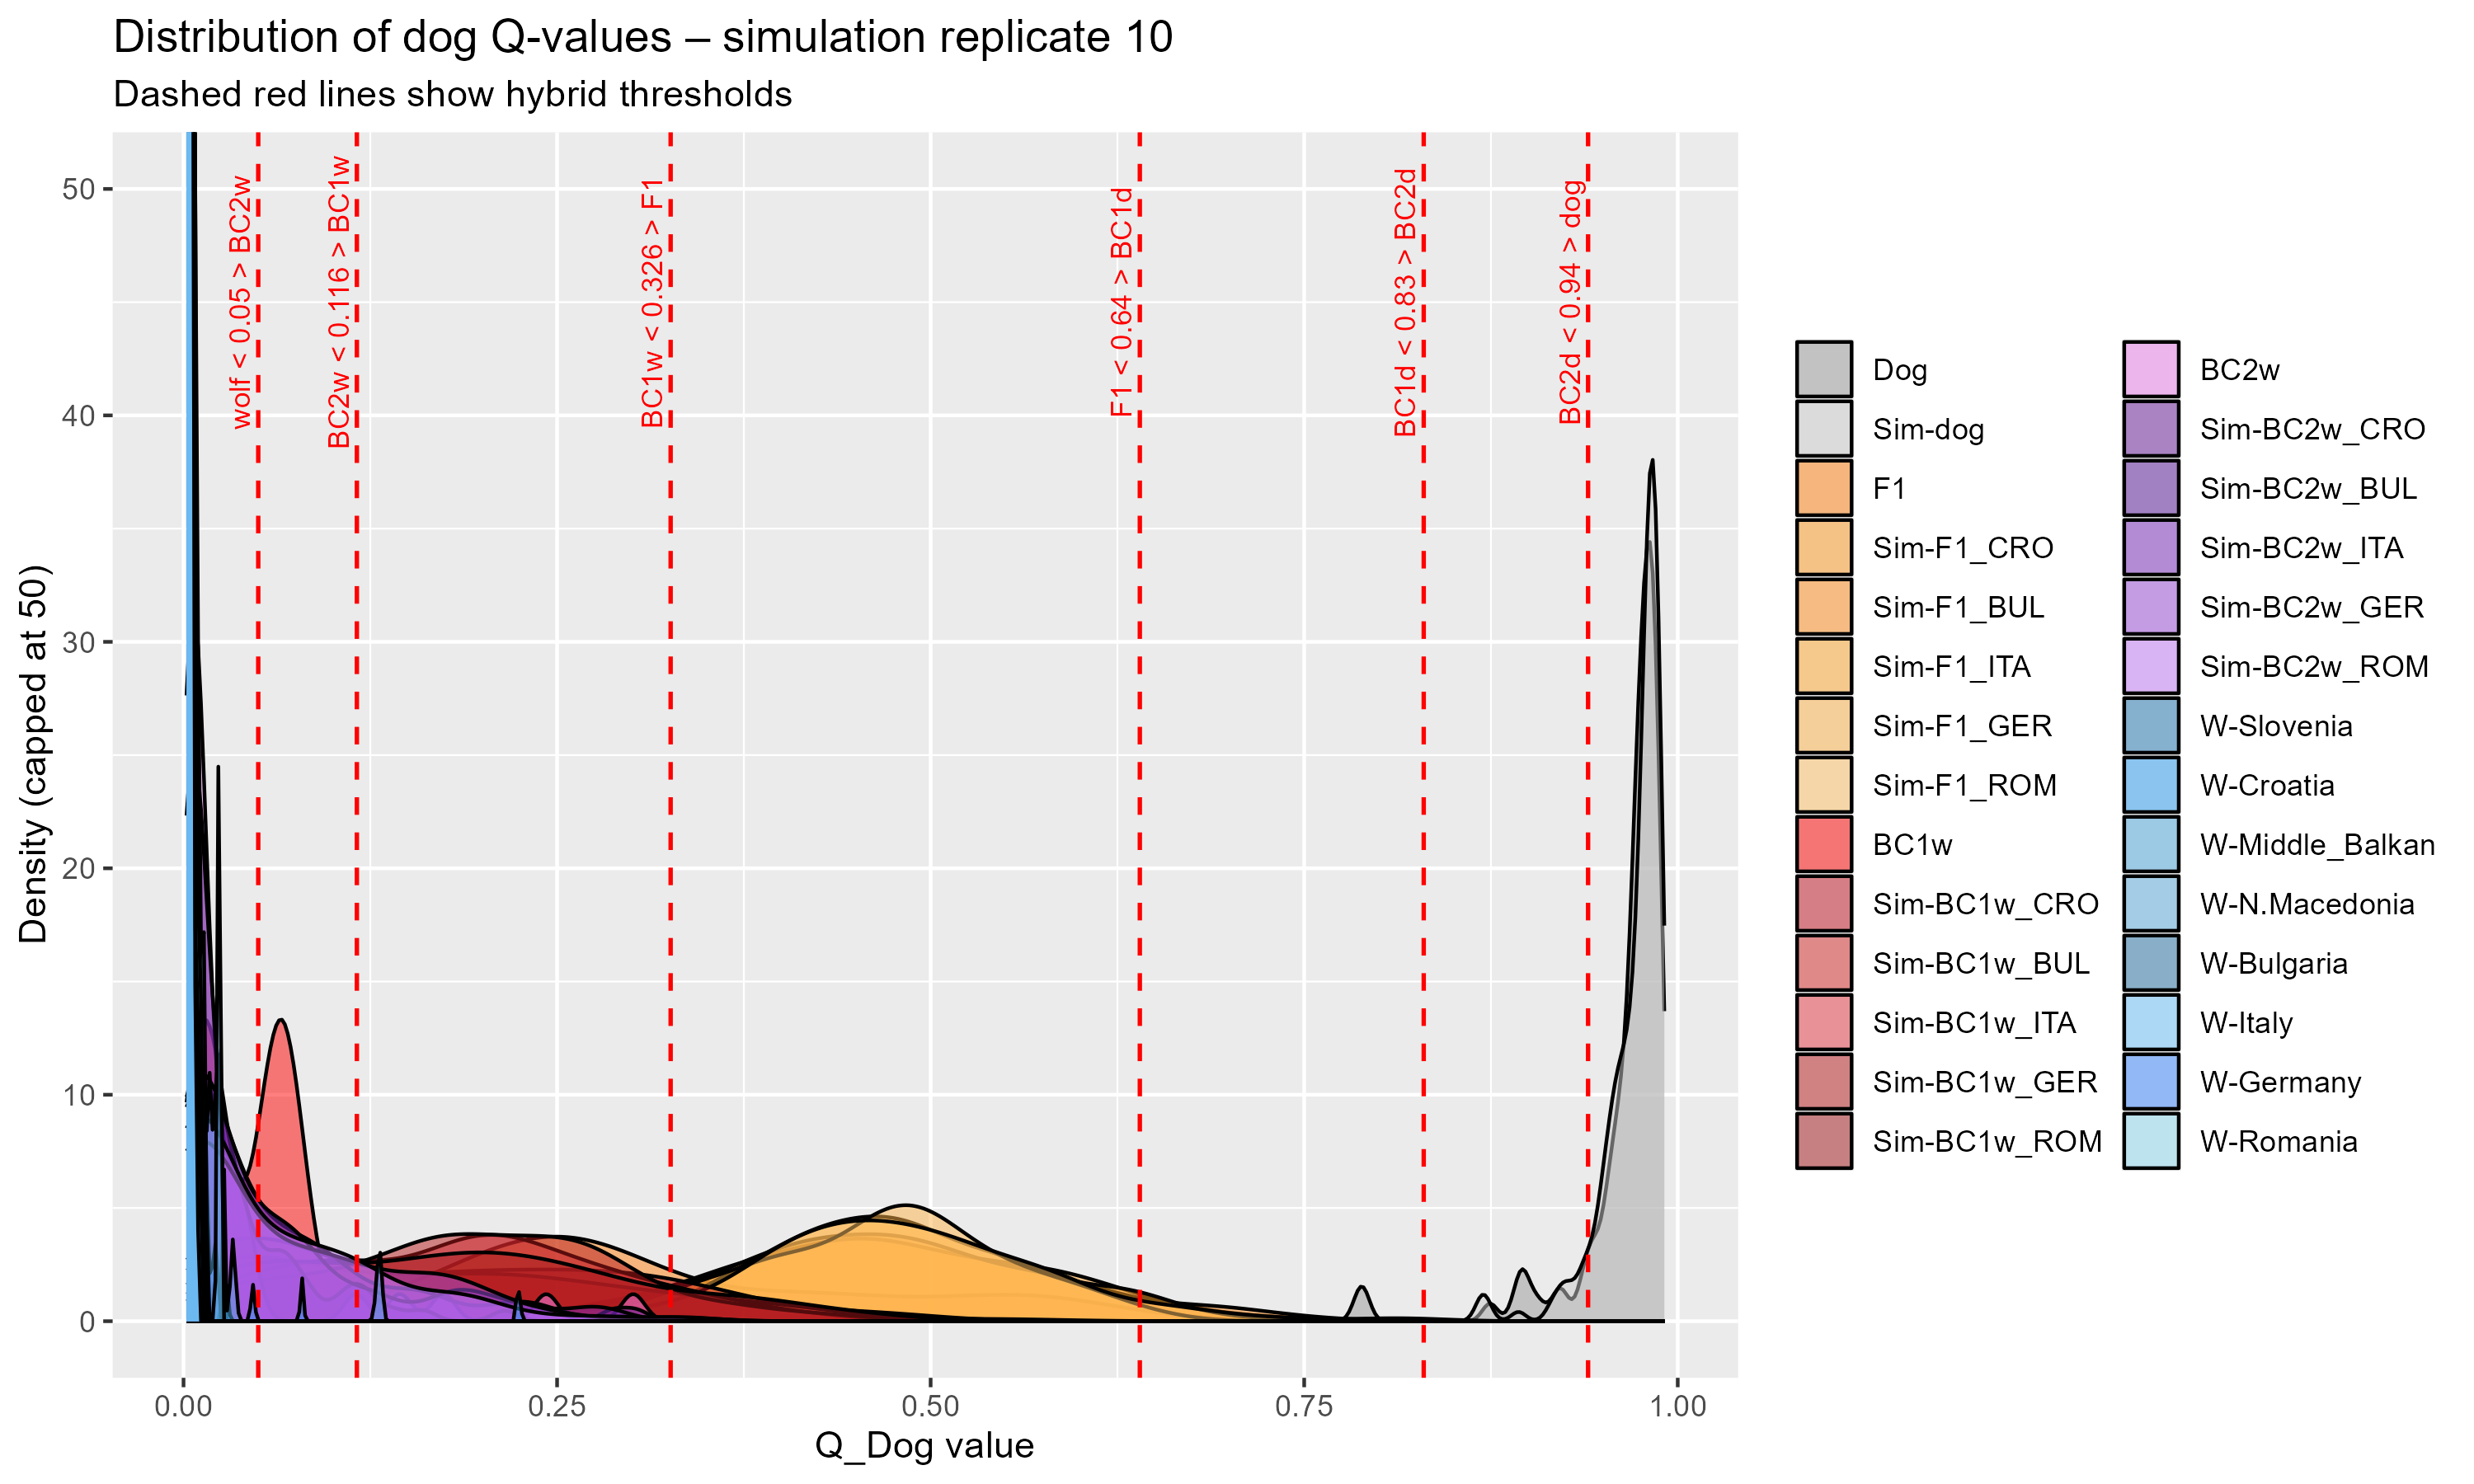 Distribution of dog Q-values – simulation replicate 10
Dashed red lines show hybrid thresholds
Density (capped at 50)
50
40
30
20
10
0
wolf < 0.05 > BC2w
BC2w < 0.116 > BC1w
BC1w < 0.326 > F1
F1 < 0.64 > BC1d
BC1d < 0.83 > BC2d
BC2d < 0.94 > dog
0.00
0.25
0.50
0.75
1.00
Q_Dog value
Dog
Sim-dog
F1
Sim-F1_CRO
Sim-F1_BUL
Sim-F1_ITA
Sim-F1_GER
Sim-F1_ROM
BC1w
Sim-BC1w_CRO
Sim-BC1w_BUL
Sim-BC1w_ITA
Sim-BC1w_GER
Sim-BC1w_ROM
BC2w
Sim-BC2w_CRO
Sim-BC2w_BUL
Sim-BC2w_ITA
Sim-BC2w_GER
Sim-BC2w_ROM
W-Slovenia
W-Croatia
W-Middle_Balkan
W-N.Macedonia
W-Bulgaria
W-Italy
W-Germany
W-Romania